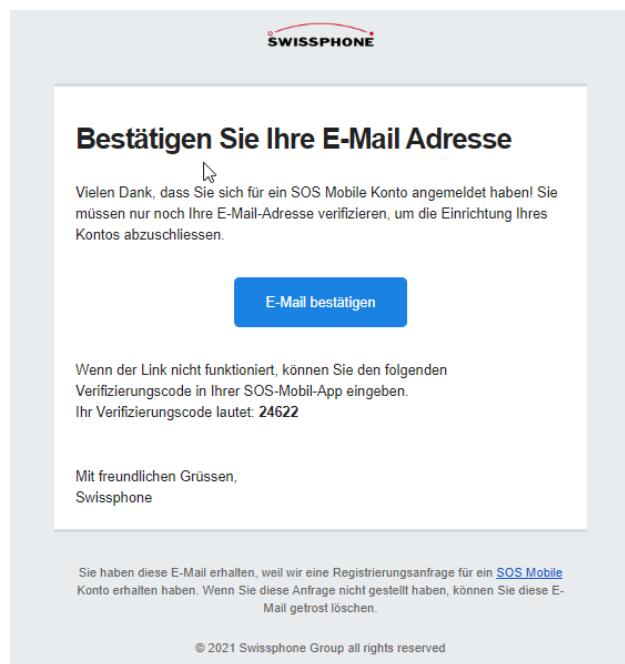 SWISSPHONE
Bestätigen Sie Ihre E-Mail Adresse
Vielen Dank, dass Sie sich für ein SOS Mobile Konto angemeldet haben! Sie
müssen nur noch Ihre E-Mail-Adresse verifizieren, um die Einrichtung Ihres
Kontos abzuschliessen.
E-Mail bestätigen
Wenn der Link nicht funktioniert, können Sie den folgenden
Verifizierungscode in Ihrer SOS-Mobil-App eingeben.
Ihr Verifizierungscode lautet: 24622
Mit freundlichen Grüssen,
Swissphone
Sie haben diese E-Mail erhalten, weil wir eine Registrierungsanfrage für ein SOS Mobile
Konto erhalten haben. Wenn Sie diese Anfrage nicht gestellt haben, können Sie diese E-
Mail getrost löschen.
© 2021 Swissphone Group all rights reserved